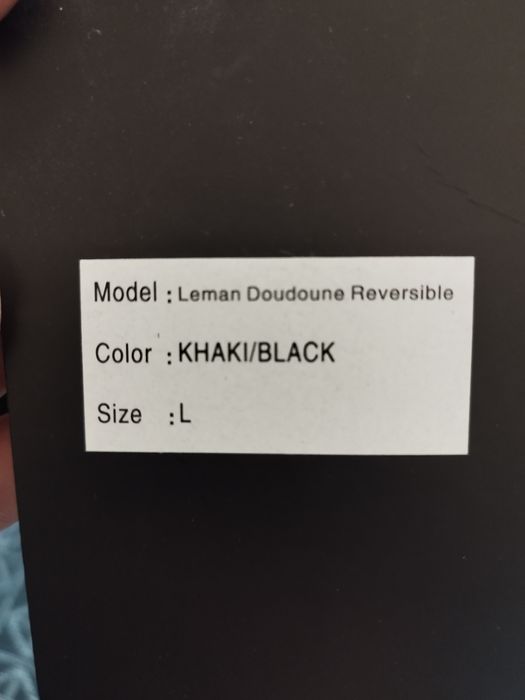 Model : Leman Doudoune Reversible
Color : KHAKI/BLACK
Size : L